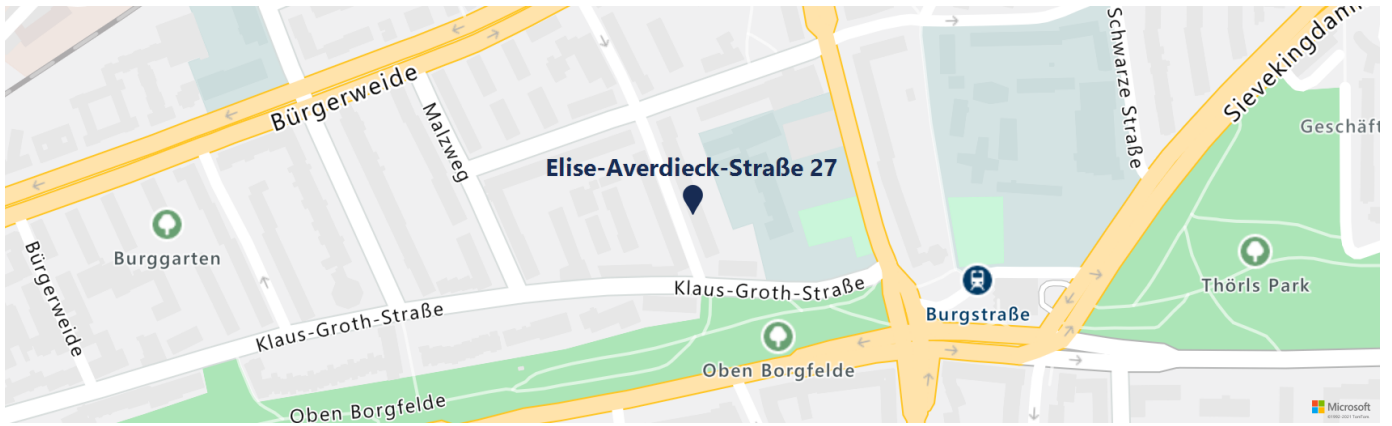 Bürgerweide
Malzweg
Schwarze Straße
Sievekingdamm
Geschäft
Elise-Averdieck-Straße 27
Burggarten
Bürgerweide
Klaus-Groth-Straße
Klaus-Groth-Straße
Burgstraße
Thörls Park
Oben Borgfelde
Oben Borgfelde
Microsoft